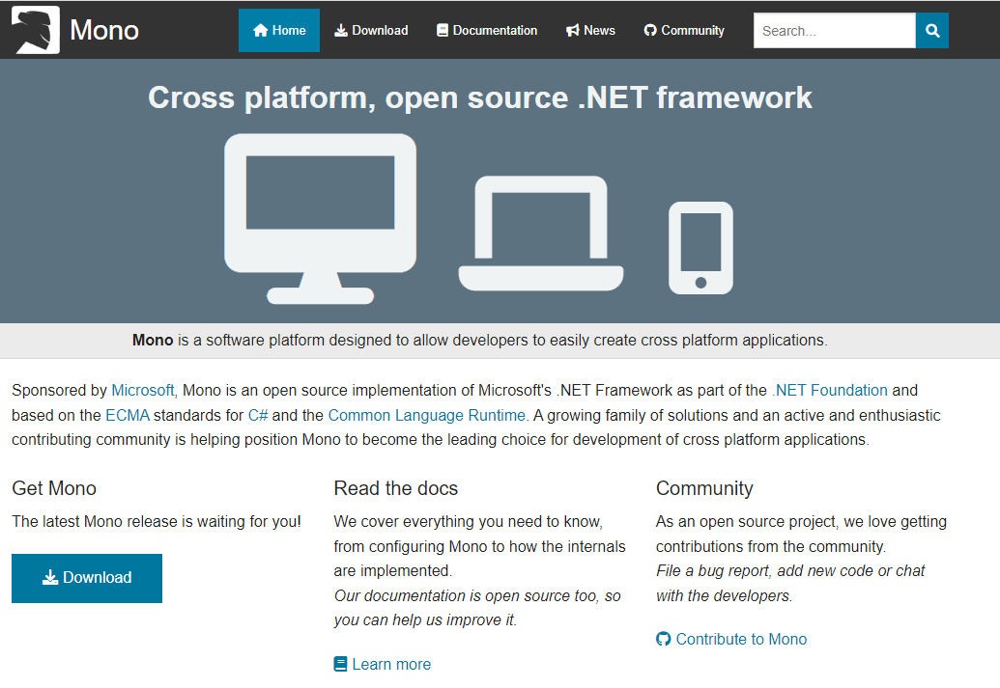 Mono
Home
Download
Documentation
News
Community
Search...
Cross platform, open source .NET framework
Mono is a software platform designed to allow developers to easily create cross platform applications.
Sponsored by Microsoft, Mono is an open source implementation of Microsoft's .NET Framework as part of the .NET Foundation and
based on the ECMA standards for C# and the Common Language Runtime. A growing family of solutions and an active and enthusiastic
contributing community is helping position Mono to become the leading choice for development of cross platform applications.
Get Mono
The latest Mono release is waiting for you!
Download
Read the docs
We cover everything you need to know,
from configuring Mono to how the internals
are implemented.
Our documentation is open source too, so
you can help us improve it.
Learn more
Community
As an open source project, we love getting
contributions from the community.
File a bug report, add new code or chat
with the developers.
Contribute to Mono